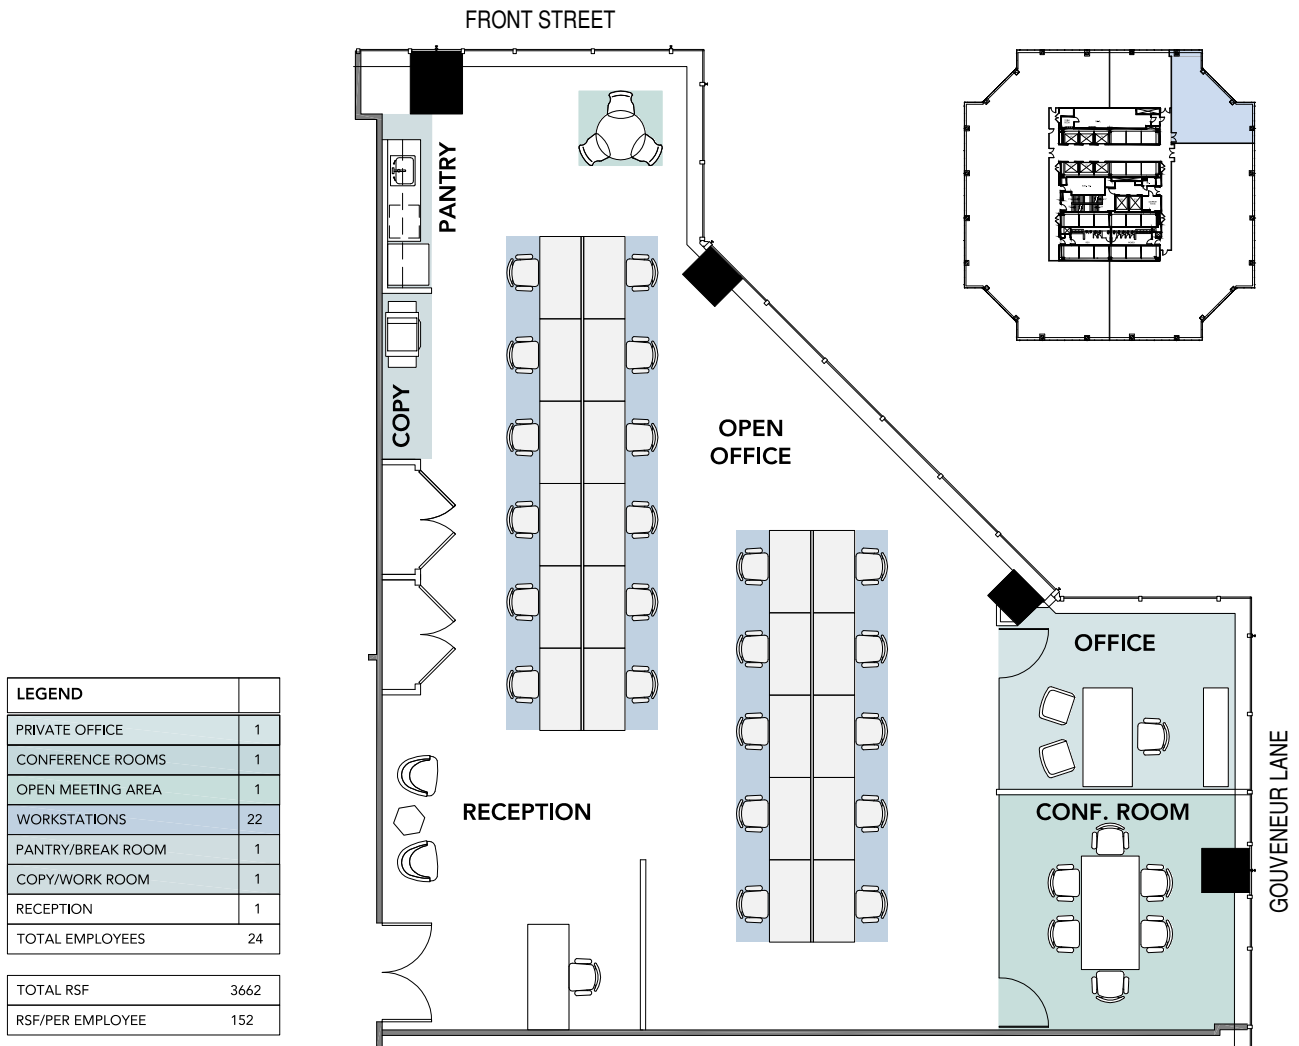 FRONT STREET
PANTRY
COPY
OPEN
OFFICE
OFFICE
RECEPTION
CONF. ROOM
GOUVENEUR LANE
LEGEND
PRIVATE OFFICE 1
CONFERENCE ROOMS 1
OPEN MEETING AREA 1
WORKSTATIONS 22
PANTRY/BREAK ROOM 1
COPY/WORK ROOM 1
RECEPTION 1
TOTAL EMPLOYEES 24
TOTAL RSF 3662
RSF/PER EMPLOYEE 152